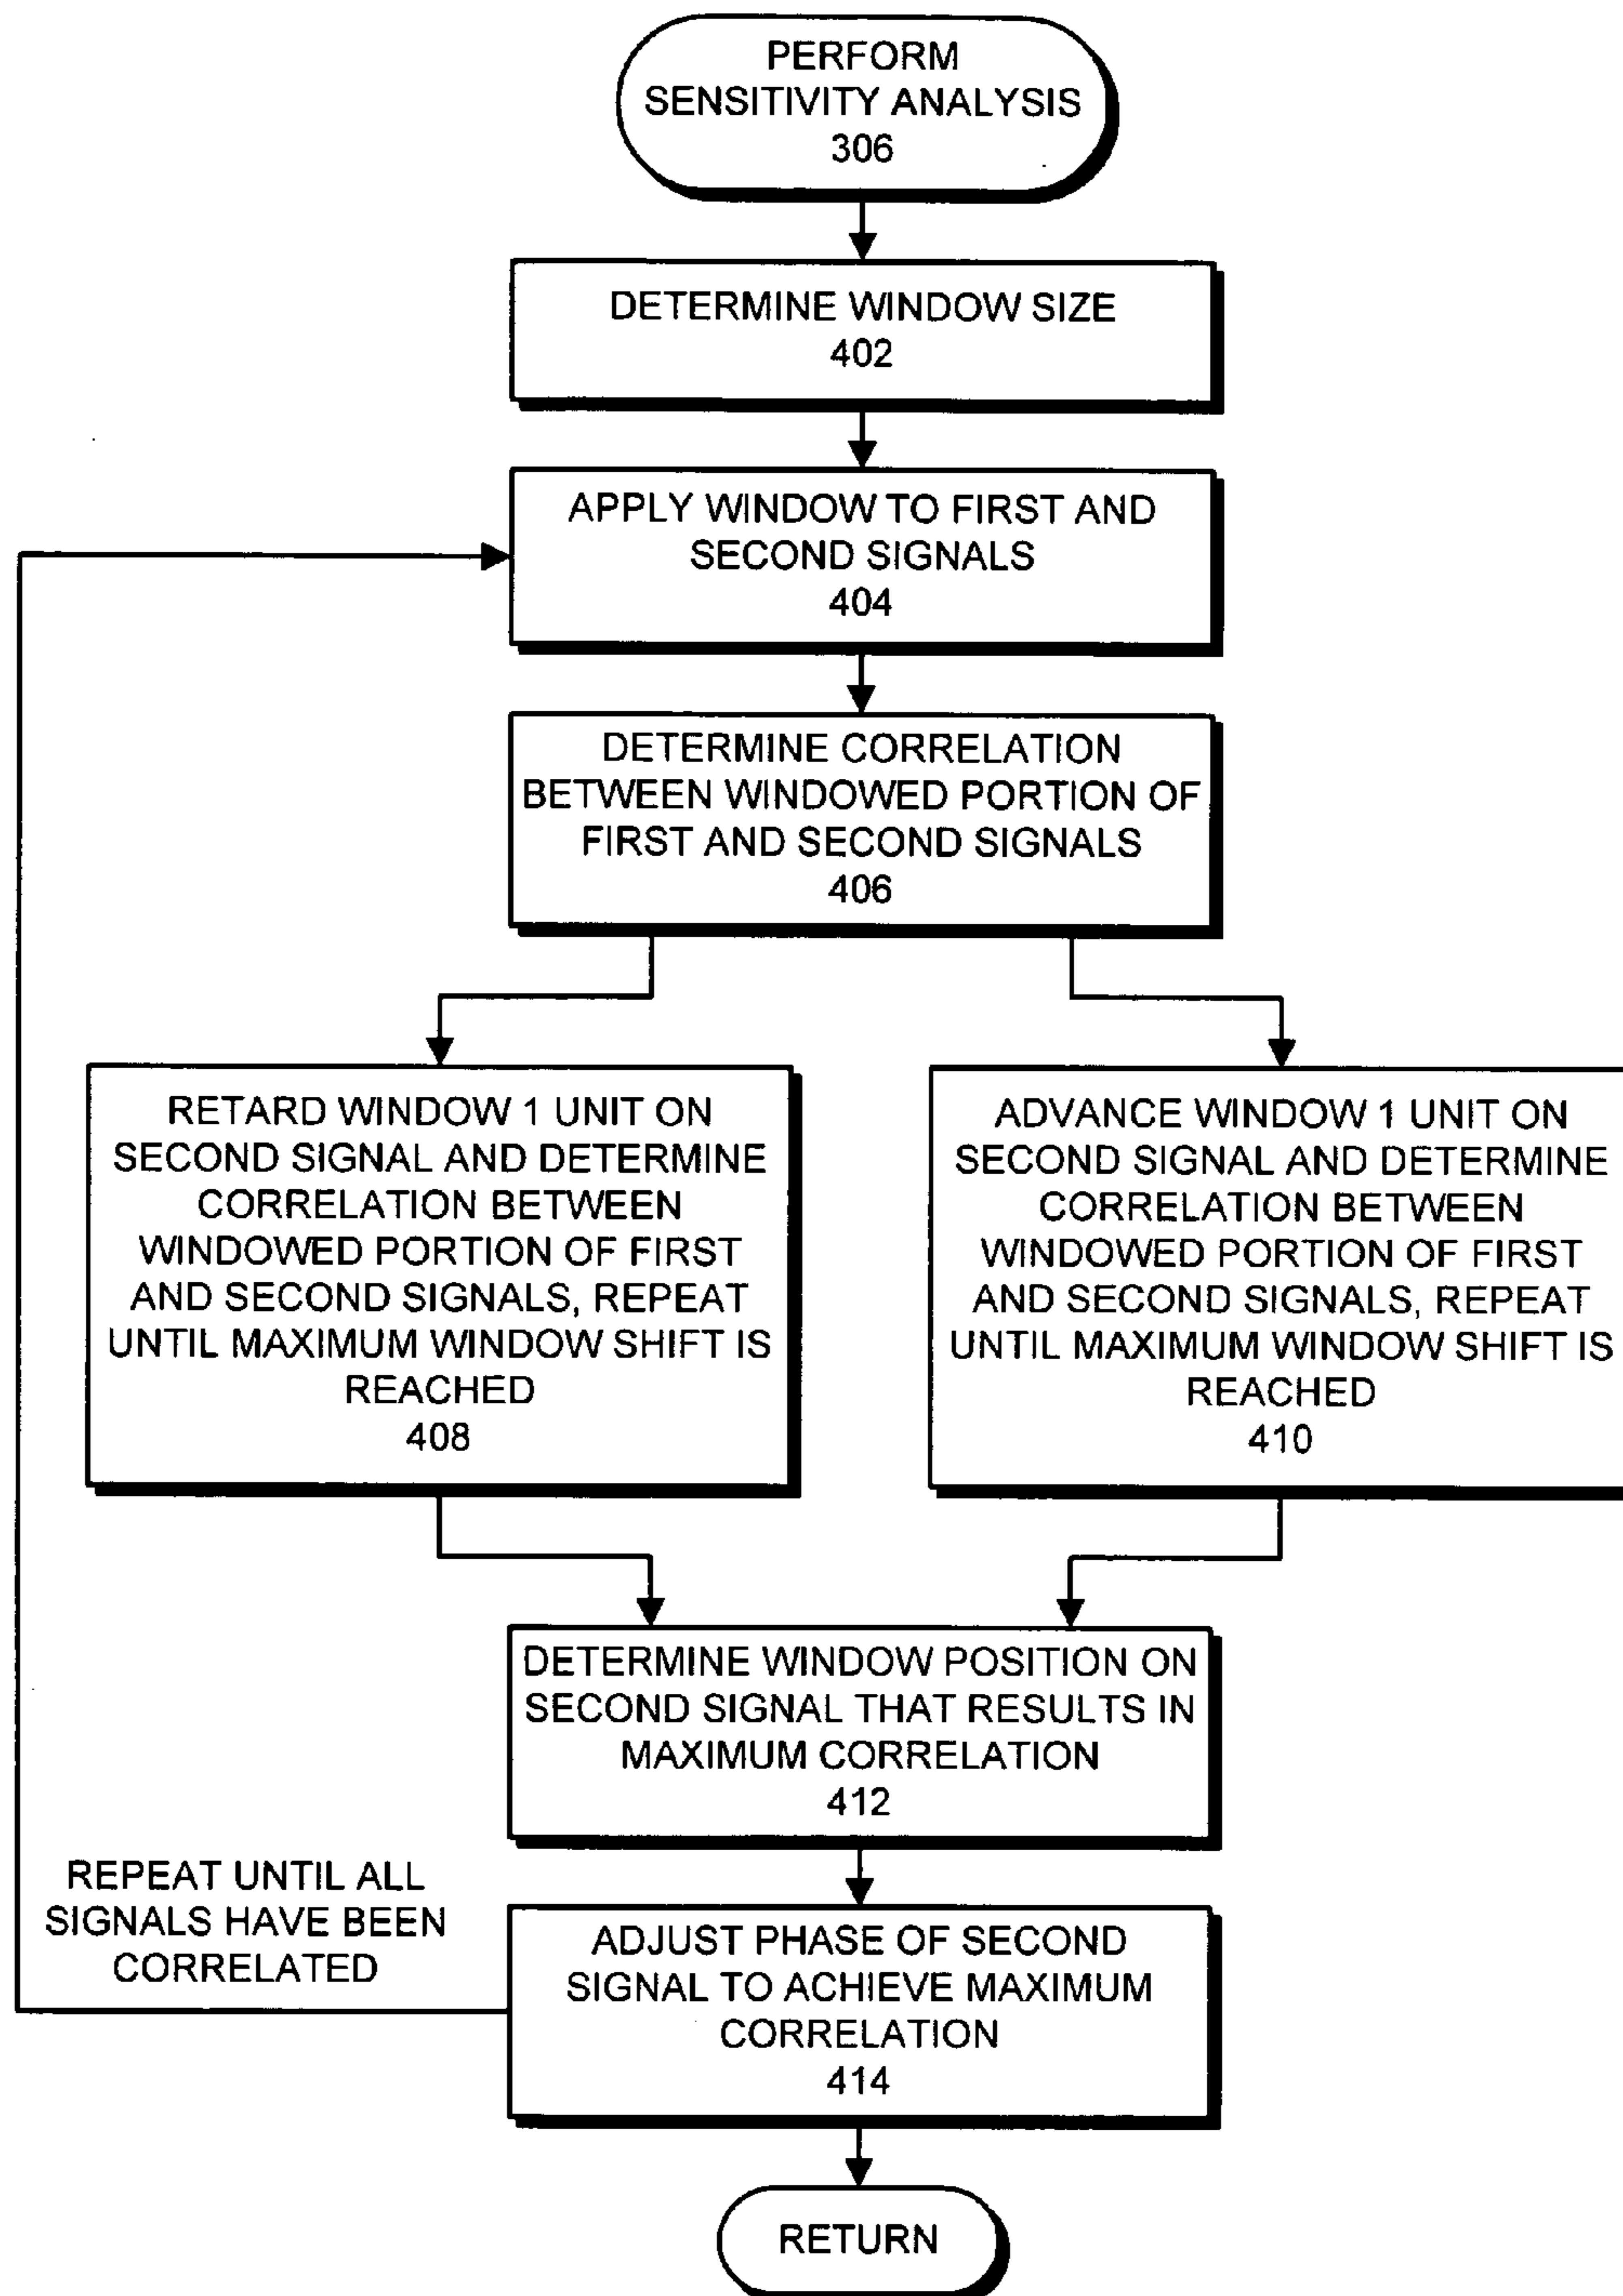 PERFORM
SENSITIVITY ANALYSIS
306
DETERMINE WINDOW SIZE
402
APPLY WINDOW TO FIRST AND
SECOND SIGNALS
404
DETERMINE CORRELATION
BETWEEN WINDOWED PORTION OF
FIRST AND SECOND SIGNALS
406
RETARD WINDOW 1 UNIT ON
SECOND SIGNAL AND DETERMINE
CORRELATION BETWEEN
WINDOWED PORTION OF FIRST
AND SECOND SIGNALS, REPEAT
UNTIL MAXIMUM WINDOW SHIFT IS
REACHED
408
ADVANCE WINDOW 1 UNIT ON
SECOND SIGNAL AND DETERMINE
CORRELATION BETWEEN
WINDOWED PORTION OF FIRST
AND SECOND SIGNALS, REPEAT
UNTIL MAXIMUM WINDOW SHIFT IS
REACHED
410
DETERMINE WINDOW POSITION ON
SECOND SIGNAL THAT RESULTS IN
MAXIMUM CORRELATION
412
REPEAT UNTIL ALL
SIGNALS HAVE BEEN
CORRELATED
ADJUST PHASE OF SECOND
SIGNAL TO ACHIEVE MAXIMUM
CORRELATION
414
RETURN